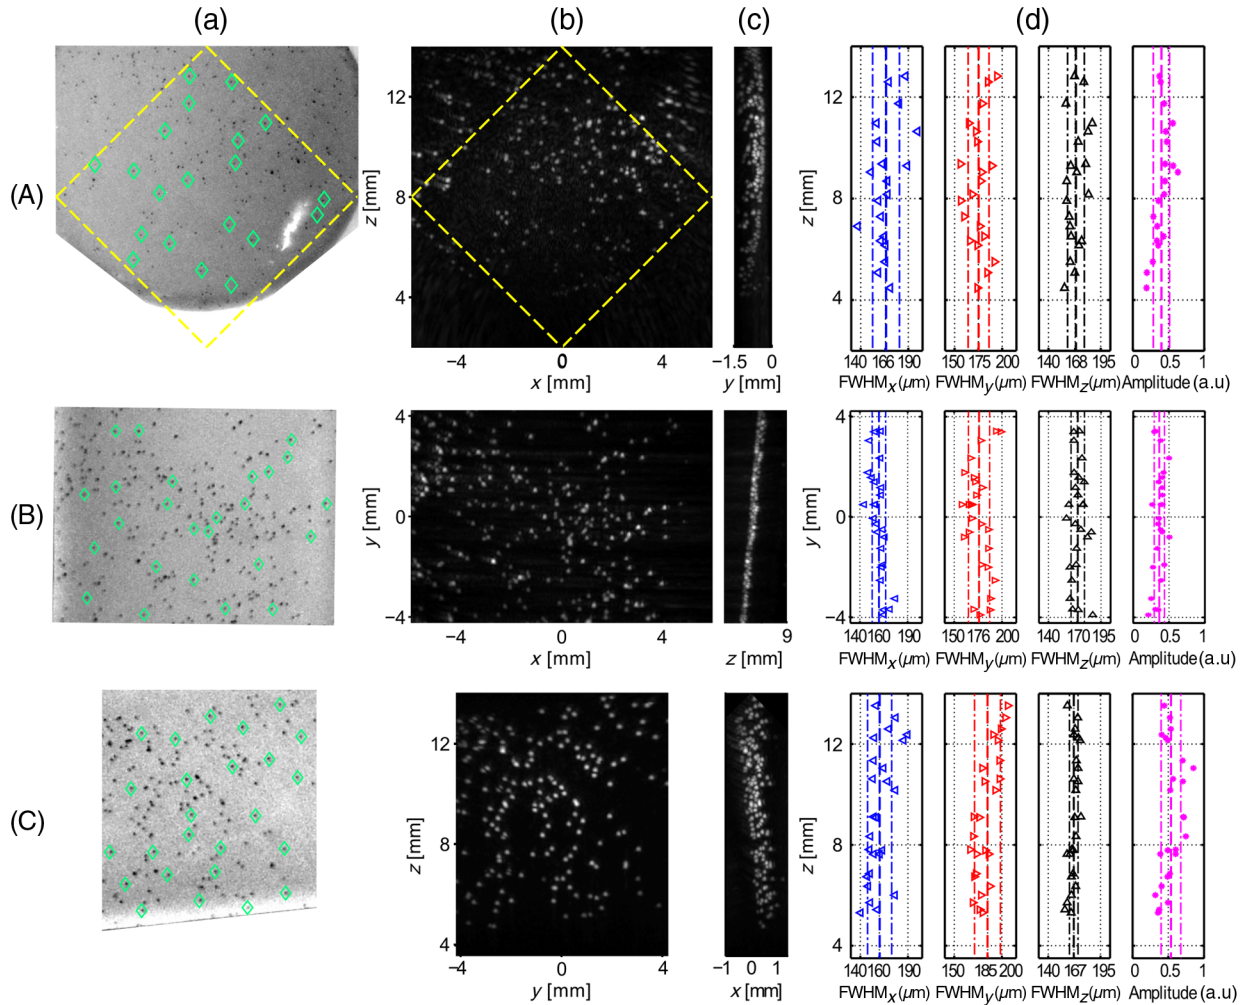 (a) (b) (c) (d)
(A)
z [mm]
12
8
4
−4 0 4
x [mm]
−1.5 0
y [mm]
z [mm]
12
8
4
140 166 190
FWHMx(μm)
150 175 200
FWHMy(μm)
140 168 195
FWHMz(μm)
0 0.5 1
Amplitude (a.u)
(B)
y [mm]
4
0
−4
−4 0 4
x [mm]
9
z [mm]
y [mm]
4
0
−4
140 160 190
FWHMx(μm)
150 176 200
FWHMy(μm)
140 170 195
FWHMz(μm)
0 0.5 1
Amplitude (a.u)
(C)
z [mm]
12
8
4
−4 0 4
y [mm]
−1 0 1
x [mm]
z [mm]
12
8
4
140 160 190
FWHMx(μm)
150 185 200
FWHMy(μm)
140 167 195
FWHMz(μm)
0 0.5 1
Amplitude (a.u)